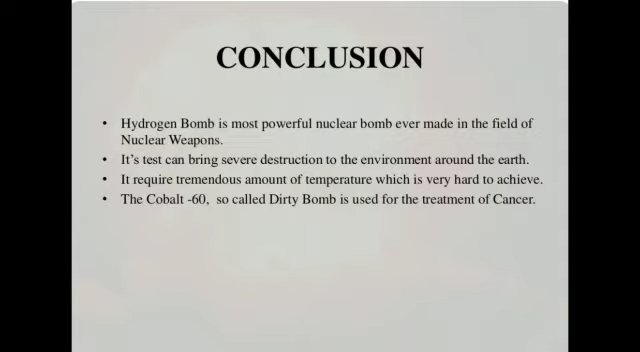 CONCLUSION
• Hydrogen Bomb is most powerful nuclear bomb ever made in the field of
Nuclear Weapons.
• It's test can bring severe destruction to the environment around the earth.
• It require tremendous amount of temperature which is very hard to achieve.
• The Cobalt -60, so called Dirty Bomb is used for the treatment of Cancer.